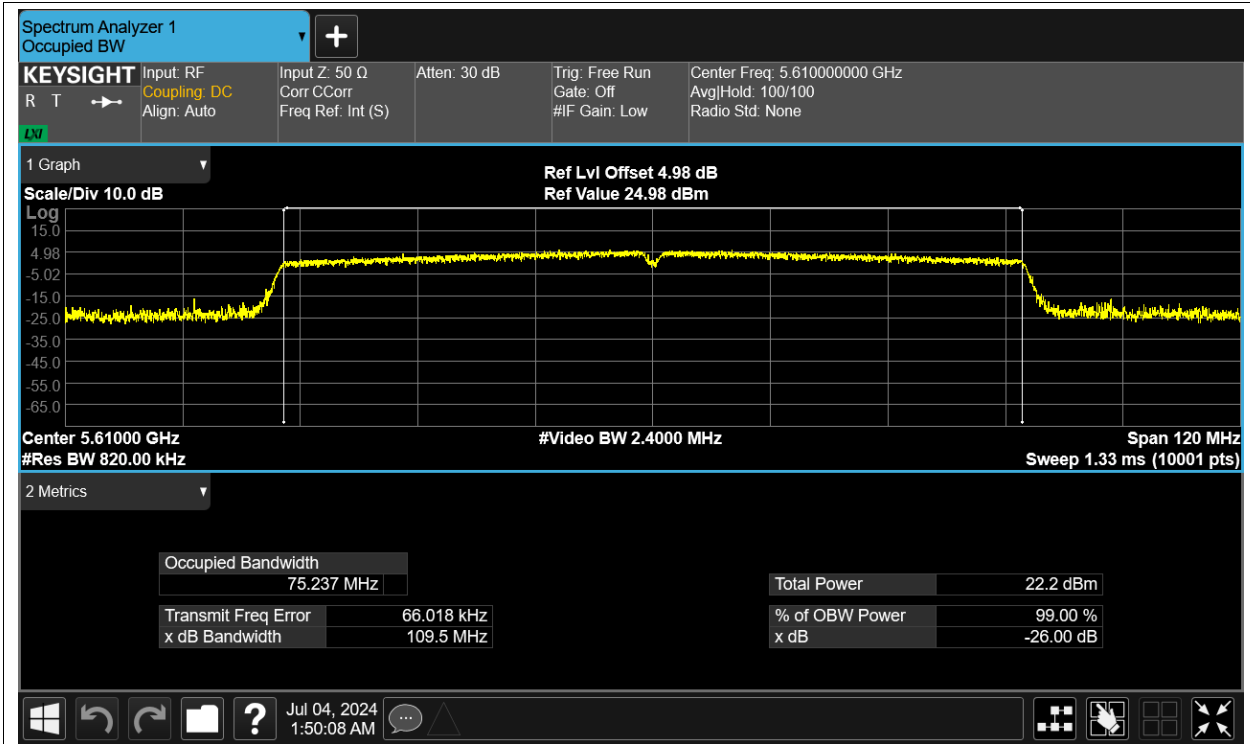 Spectrum Analyzer 1
Occupied BW
KEYSIGHT
R T
LXI
Input: RF
Coupling: DC
Align: Auto
Input Z: 50 Ω
Corr CCorr
Freq Ref: Int (S)
Atten: 30 dB
Trig: Free Run
Gate: Off
#IF Gain: Low
Center Freq: 5.610000000 GHz
Avg|Hold: 100/100
Radio Std: None
1 Graph
Scale/Div 10.0 dB
Ref Lvl Offset 4.98 dB
Ref Value 24.98 dBm
Log
15.0
4.98
-5.02
-15.0
-25.0
-35.0
-45.0
-55.0
-65.0
Center 5.61000 GHz
#Video BW 2.4000 MHz
Span 120 MHz
#Res BW 820.00 kHz
Sweep 1.33 ms (10001 pts)
2 Metrics
Occupied Bandwidth
75.237 MHz
Transmit Freq Error 66.018 kHz
x dB Bandwidth 109.5 MHz
Total Power 22.2 dBm
% of OBW Power 99.00 %
x dB -26.00 dB
?
Jul 04, 2024
1:50:08 AM